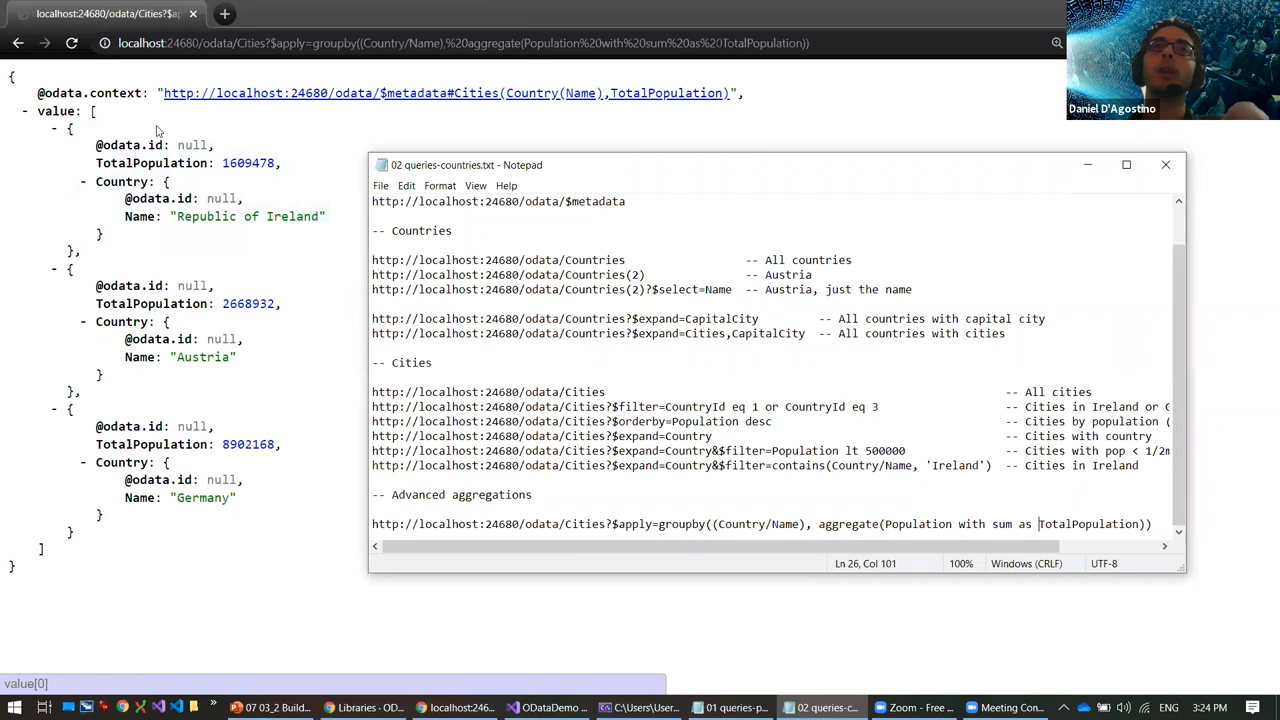 localhost:24680/odata/Cities?$a
localhost:24680/odata/Cities?$apply=groupby((Country/Name),%20aggregate(Population%20with%20sum%20as%20TotalPopulation))
Daniel D'Agostino
{
@odata.context: "http://localhost:24680/odata/$metadata#Cities(Country(Name),TotalPopulation)",
- value: [
- {
@odata.id: null,
TotalPopulation: 1609478,
- Country: {
@odata.id: null,
Name: "Republic of Ireland"
}
},
- {
@odata.id: null,
TotalPopulation: 2668932,
- Country: {
@odata.id: null,
Name: "Austria"
}
},
- {
@odata.id: null,
TotalPopulation: 8902168,
- Country: {
@odata.id: null,
Name: "Germany"
}
}
]
}
02 queries-countries.txt - Notepad
File Edit Format View Help
http://localhost:24680/odata/$metadata
-- Countries
http://localhost:24680/odata/Countries -- All countries
http://localhost:24680/odata/Countries(2) -- Austria
http://localhost:24680/odata/Countries(2)?$select=Name -- Austria, just the name
http://localhost:24680/odata/Countries?$expand=CapitalCity -- All countries with capital city
http://localhost:24680/odata/Countries?$expand=Cities,CapitalCity -- All countries with cities
-- Cities
http://localhost:24680/odata/Cities -- All cities
http://localhost:24680/odata/Cities?$filter=CountryId eq 1 or CountryId eq 3 -- Cities in Ireland or
http://localhost:24680/odata/Cities?$orderby=Population desc -- Cities by population (
http://localhost:24680/odata/Cities?$expand=Country -- Cities with country
http://localhost:24680/odata/Cities?$expand=Country&$filter=Population lt 500000 -- Cities with pop < 1/2m
http://localhost:24680/odata/Cities?$expand=Country&$filter=contains(Country/Name, 'Ireland') -- Cities in Ireland
-- Advanced aggregations
http://localhost:24680/odata/Cities?$apply=groupby((Country/Name), aggregate(Population with sum as TotalPopulation))
Ln 26, Col 101 100% Windows (CRLF) UTF-8
value[0]
07 03_2 Build... Libraries - OD... localhost:2468... ODataDemo ... C:\Users\User... 01 queries-p... 02 queries-c... Zoom - Free ... Meeting Con... 3:24 PM